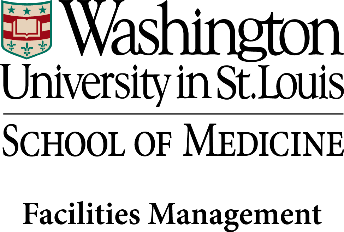 Washington
University in St. Louis
SCHOOL OF MEDICINE
Facilities Management